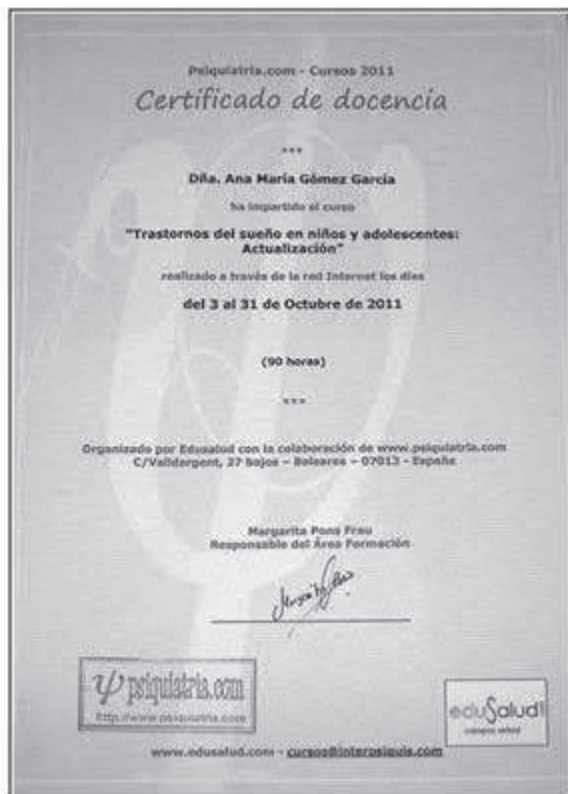 Psiquiatria.com - Cursos 2011
Certificado de docencia
***
Dña. Ana María Gómez García
ha impartido el curso
"Trastornos del sueño en niños y adolescentes:
Actualización"
realizado a través de la red Internet los días
del 3 al 31 de Octubre de 2011
(90 horas)
***
Organizado por Edusalud con la colaboración de www.psiquiatria.com
C/Valldargent, 27 bajos – Baleares – 07013 - España
Margarita Pons Frau
Responsable del Área Formación
ψ psiquiatria.com
http://www.psiquiatria.com
eduSalud
campus virtual
www.edusalud.com - cursos@interpsiquis.com